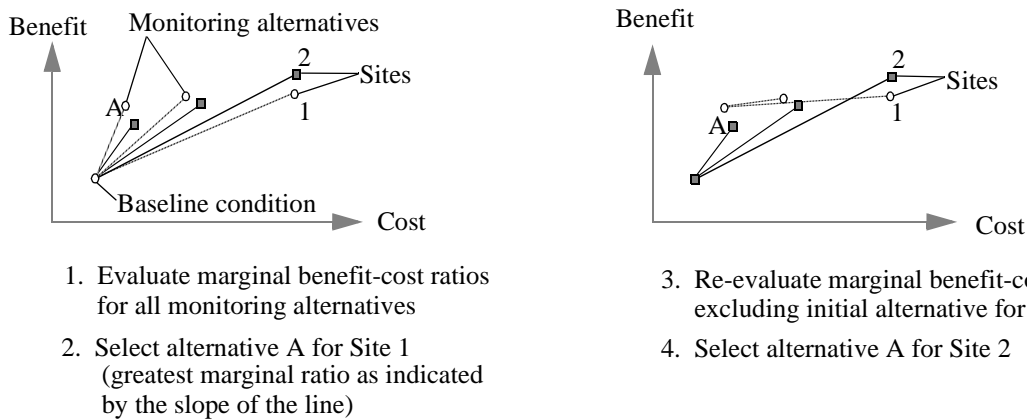 Benefit
Monitoring alternatives
2
Sites
A
1
Baseline condition
Cost
1. Evaluate marginal benefit-cost ratios
for all monitoring alternatives
2. Select alternative A for Site 1
(greatest marginal ratio as indicated
by the slope of the line)
Benefit
2
Sites
A
1
Cost
3. Re-evaluate marginal
excluding initial alternative for
4. Select alternative A for Site 2